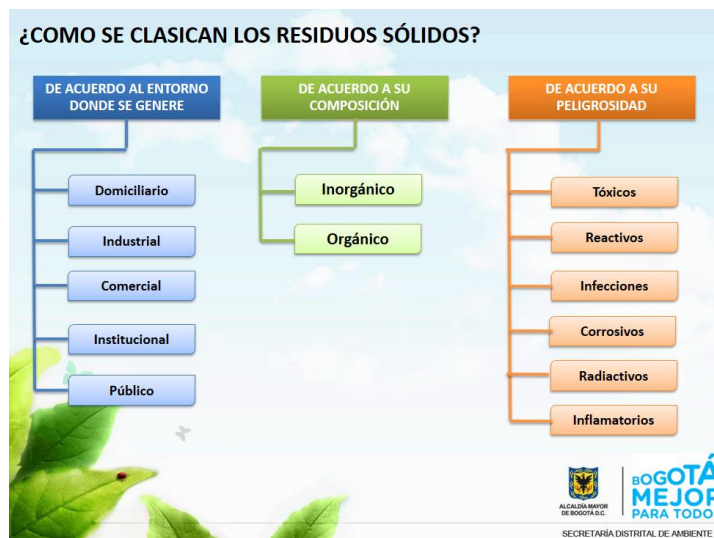 ¿COMO SE CLASICAN LOS RESIDUOS SÓLIDOS?
DE ACUERDO AL ENTORNO
DONDE SE GENERE
Domiciliario
Industrial
Comercial
Institucional
Público
DE ACUERDO A SU
COMPOSICIÓN
Inorgánico
Orgánico
DE ACUERDO A SU
PELIGROSIDAD
Tóxicos
Reactivos
Infecciones
Corrosivos
Radiactivos
Inflamatorios
ALCALDÍA MAYOR
DE BOGOTÁ D.C.
BOGOTÁ
MEJOR
PARA TODO
SECRETARÍA DISTRITAL DE AMBIENTE